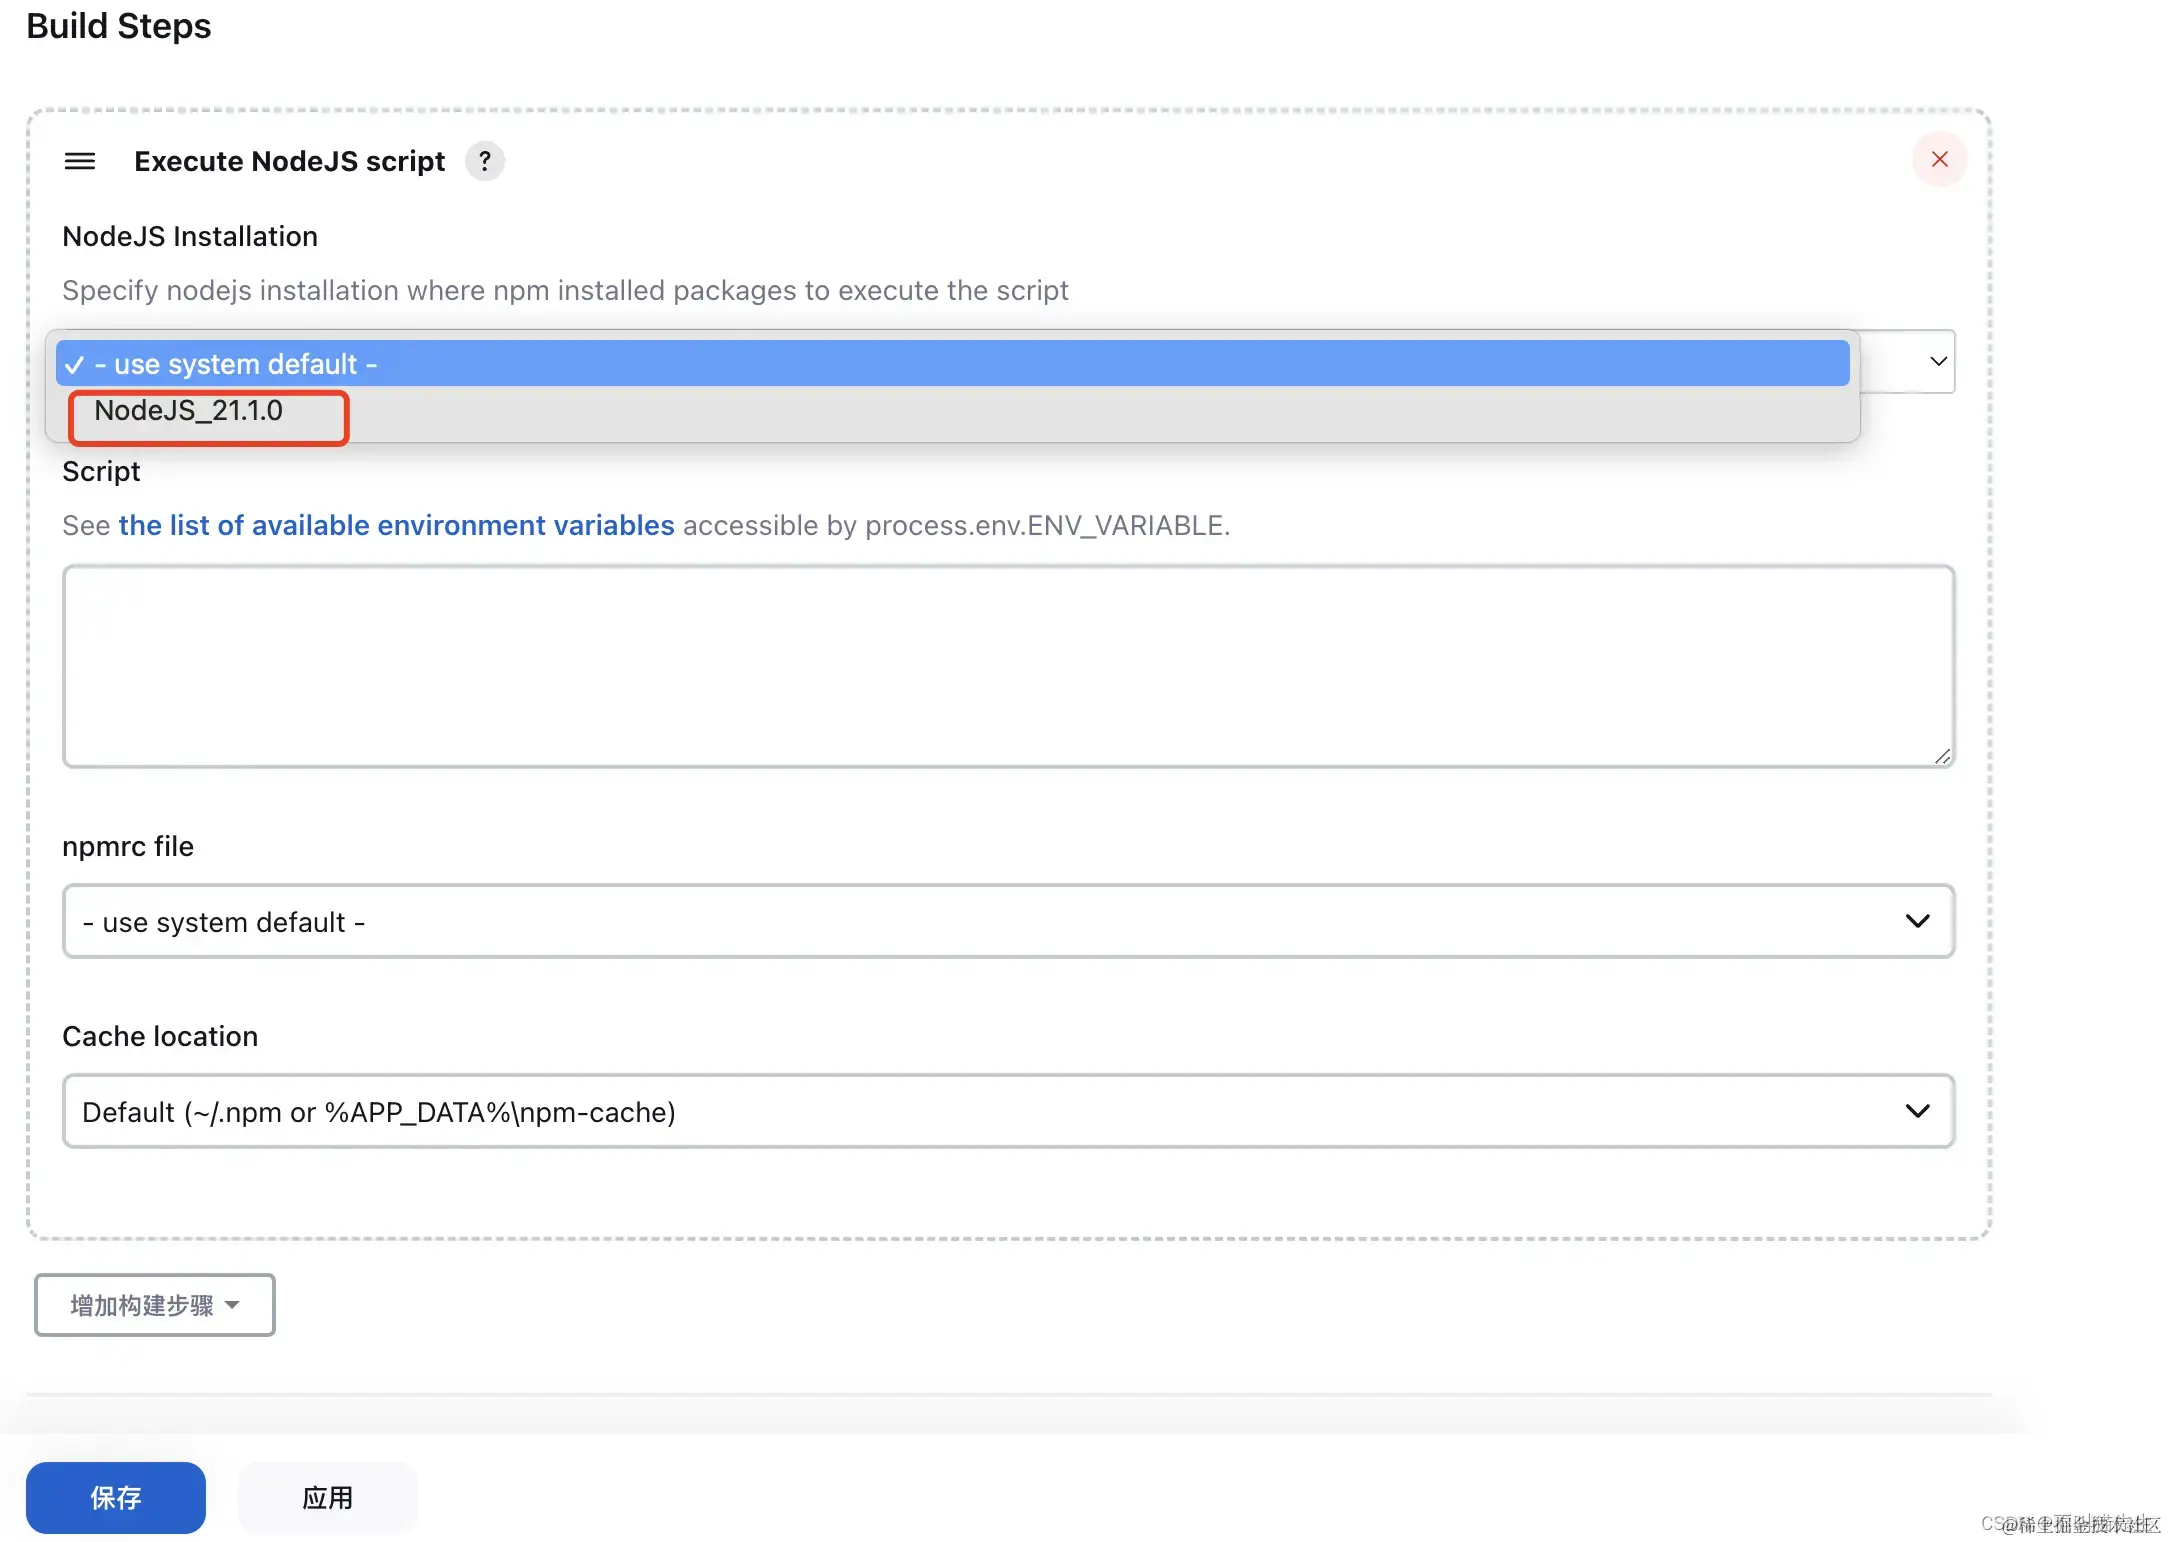 Build Steps
Execute NodeJS script ?
NodeJS Installation
Specify nodejs installation where npm installed packages to execute the script
✓ - use system default -
NodeJS_21.1.0
Script
See the list of available environment variables accessible by process.env.ENV_VARIABLE.
npmrc file
- use system default -
Cache location
Default (~/.npm or %APP_DATA%\npm-cache)
增加构建步骤
保存
应用
@稀土掘金技术社区